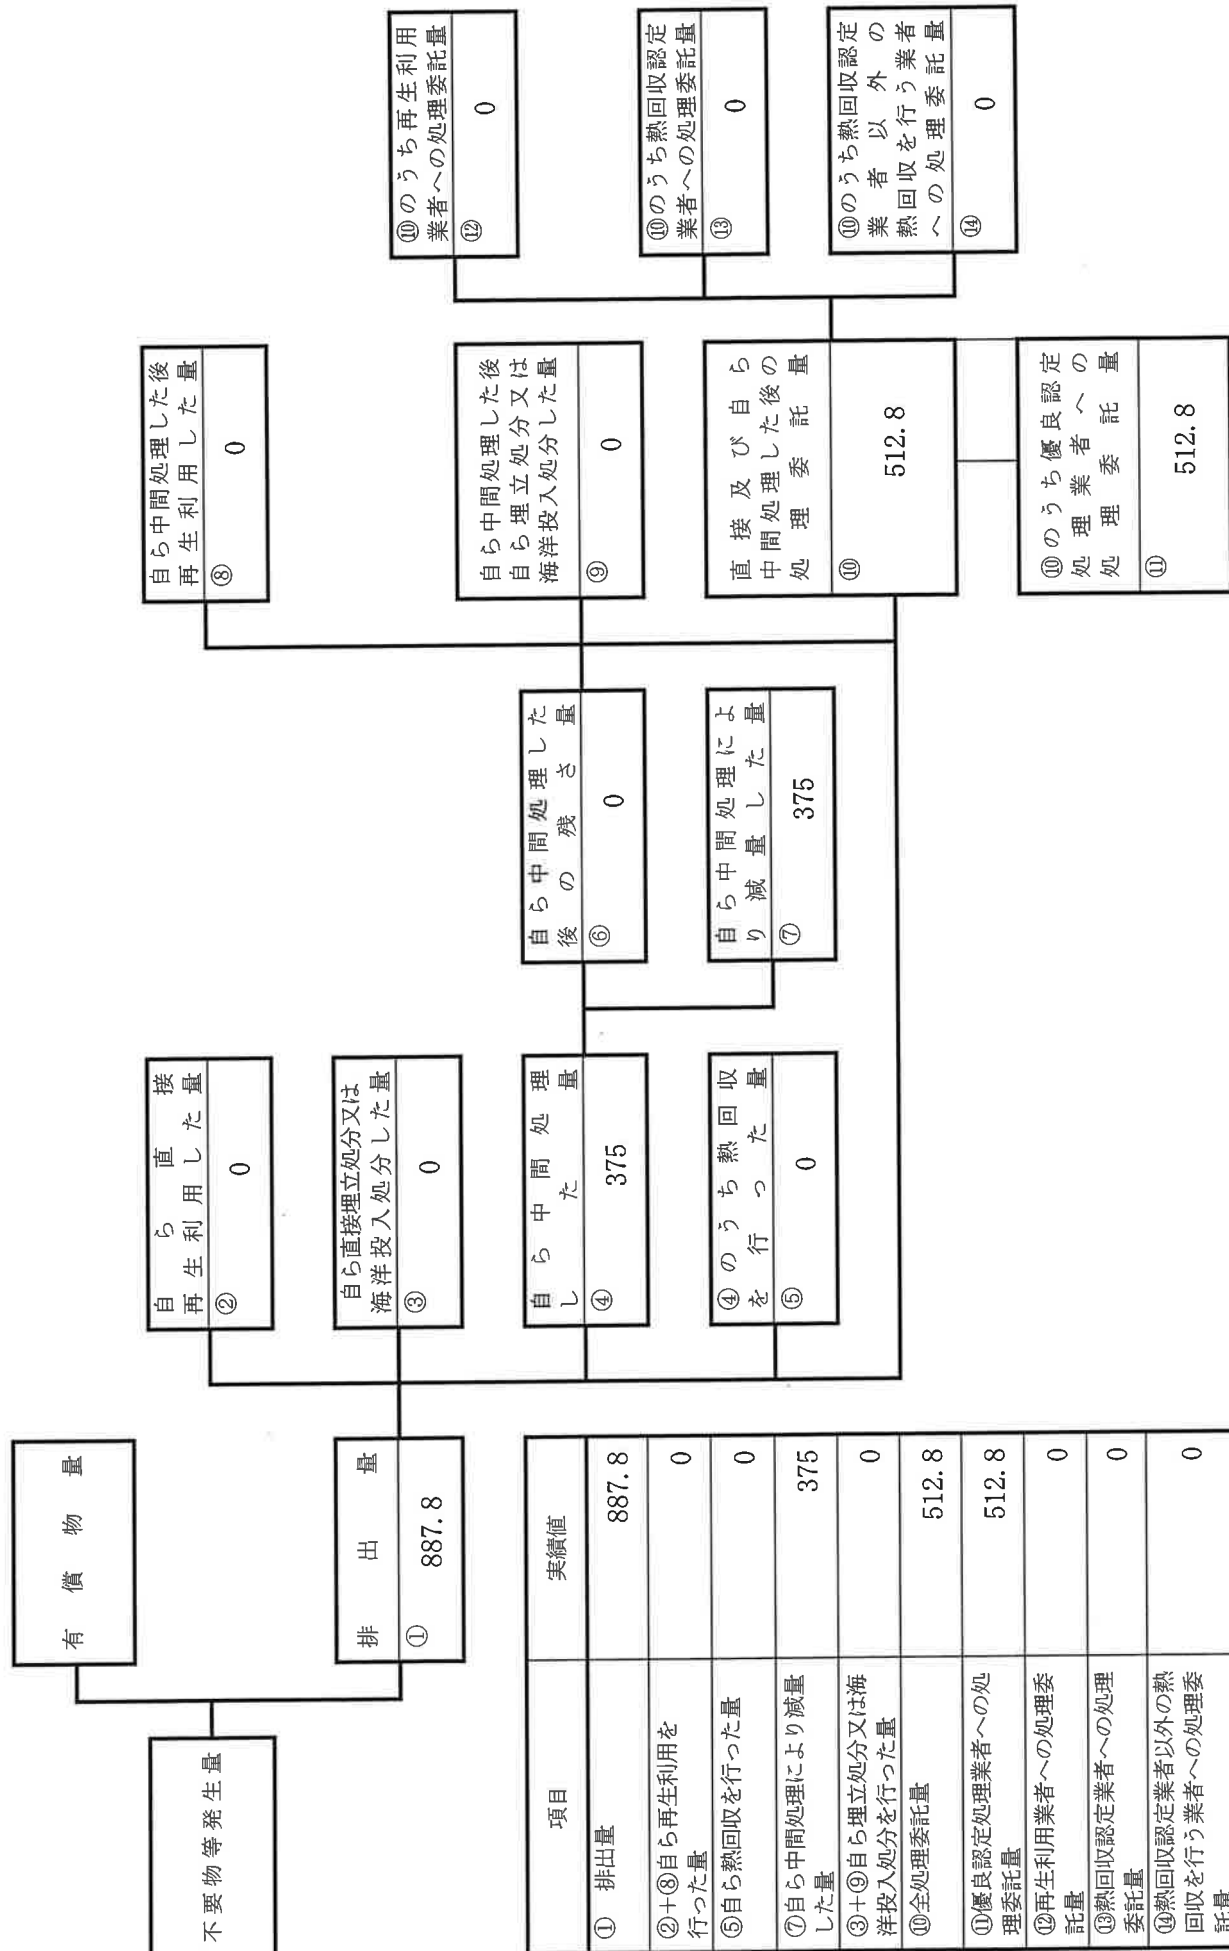 不要物等発生量
有償物量
排出量
① 887.8
自ら直接
再生利用した量
② 0
自ら直接埋立処分又は
海洋投入処分した量
③ 0
自ら中間処理
した量
④ 375
④のうち熱回収
を行った量
⑤ 0
自ら中間処理した
後の残さ量
⑥ 0
自ら中間処理によ
り減量した量
⑦ 375
自ら中間処理した後
再生利用した量
⑧ 0
自ら中間処理した後
自ら埋立処分又は
海洋投入処分した量
⑨ 0
直接及び自ら
中間処理した後の
処理委託量
⑩ 512.8
⑩のうち優良認定
処理業者への
処理委託量
⑪ 512.8
⑩のうち再生利用
業者への処理委託量
⑫ 0
⑩のうち熱回収認定
業者への処理委託量
⑬ 0
⑩のうち熱回収認定
業者以外の
熱回収を行う業者
への処理委託量
⑭ 0
項目 実績値
① 排出量 887.8
②+⑧自ら再生利用を
行った量 0
⑤自ら熱回収を行った量 0
⑦自ら中間処理により減量
した量 375
③+⑨自ら埋立処分又は海
洋投入処分を行った量 0
⑩全処理委託量 512.8
⑪優良認定処理業者への処
理委託量 512.8
⑫再生利用業者への処理委
託量 0
⑬熱回収認定業者への処理
委託量 0
⑭熱回収認定業者以外の熱
回収を行う業者への処理委
託量 0